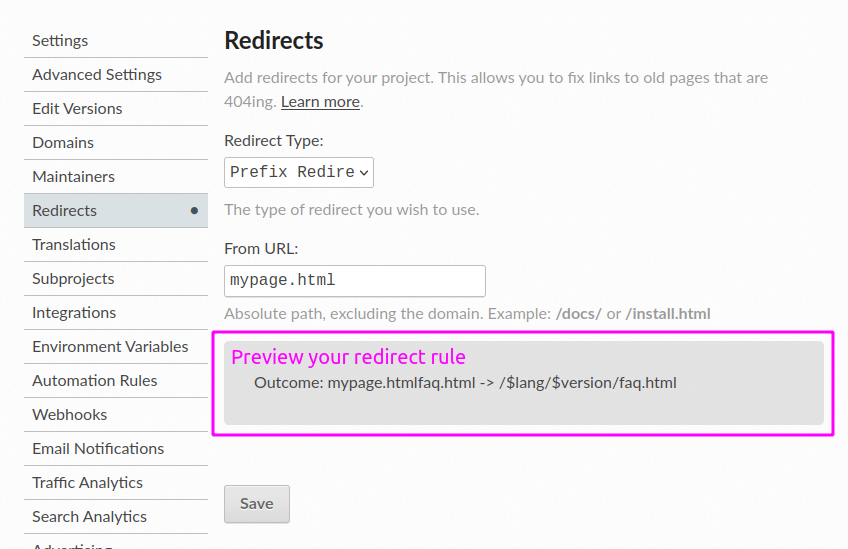 Settings
Advanced Settings
Edit Versions
Domains
Maintainers
Redirects
Translations
Subprojects
Integrations
Environment Variables
Automation Rules
Webhooks
Email Notifications
Traffic Analytics
Search Analytics
Advertising
Redirects
Add redirects for your project. This allows you to fix links to old pages that are
404ing. Learn more.
Redirect Type:
Prefix Redire
The type of redirect you wish to use.
From URL:
mypage.html
Absolute path, excluding the domain. Example: /docs/ or /install.html
Preview your redirect rule
Outcome: mypage.htmlfaq.html -> /$lang/$version/faq.html
Save